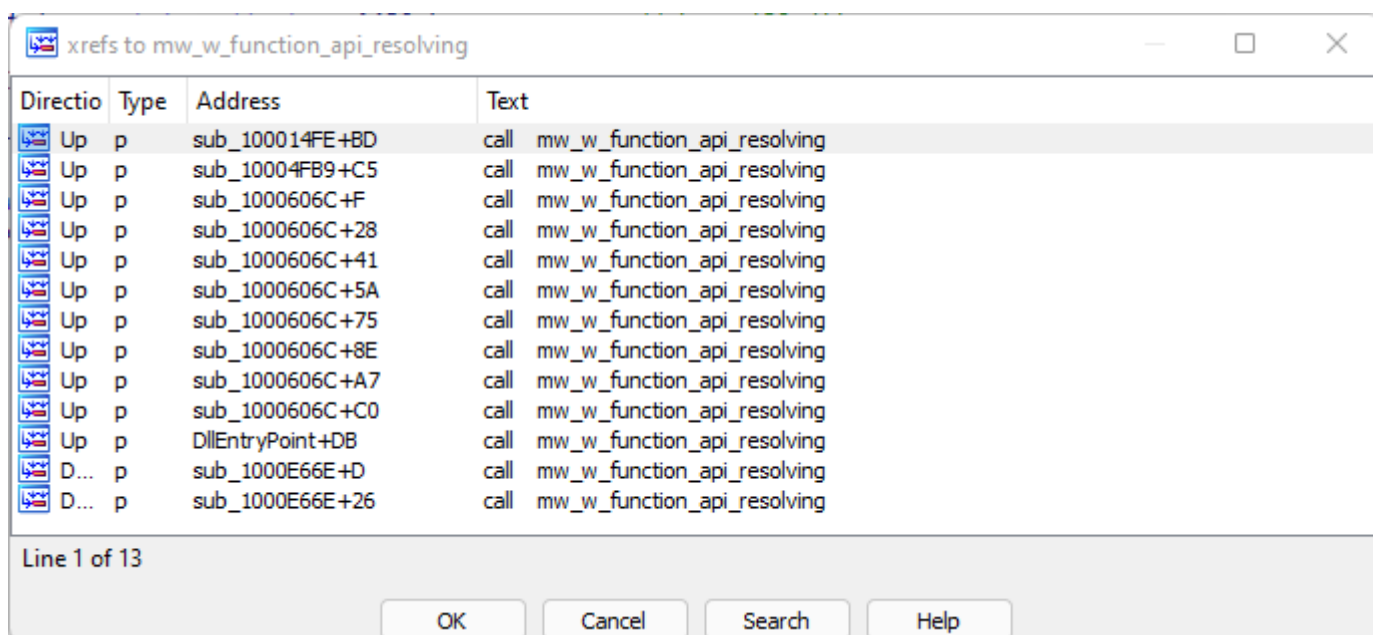 xrefs to mw_w_function_api_resolving
Directio Type Address Text
Up p sub_100014FE+BD call mw_w_function_api_resolving
Up p sub_10004FB9+C5 call mw_w_function_api_resolving
Up p sub_1000606C+F call mw_w_function_api_resolving
Up p sub_1000606C+28 call mw_w_function_api_resolving
Up p sub_1000606C+41 call mw_w_function_api_resolving
Up p sub_1000606C+5A call mw_w_function_api_resolving
Up p sub_1000606C+75 call mw_w_function_api_resolving
Up p sub_1000606C+8E call mw_w_function_api_resolving
Up p sub_1000606C+A7 call mw_w_function_api_resolving
Up p sub_1000606C+C0 call mw_w_function_api_resolving
Up p DllEntryPoint+DB call mw_w_function_api_resolving
D... p sub_1000E66E+D call mw_w_function_api_resolving
D... p sub_1000E66E+26 call mw_w_function_api_resolving
Line 1 of 13
OK Cancel Search Help